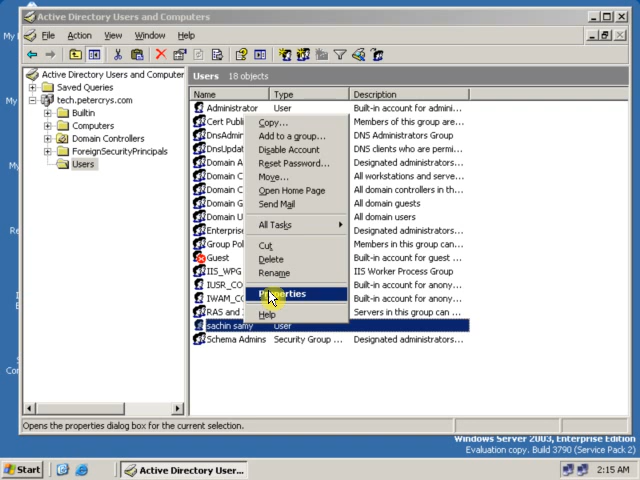 Active Directory Users and Computers
File Action View Window Help
Active Directory Users and Computer
Saved Queries
tech.petercrys.com
Builtin
Computers
Domain Controllers
ForeignSecurityPrincipals
Users
Users 18 objects
Name Type Description
Administrator User Built-in account for admini...
Cert Publi Members of this group are...
DnsAdmin DNS Administrators Group
DnsUpdat DNS clients who are permi...
Domain A Designated administrators...
Domain C All workstations and serve...
Domain C All domain controllers in th...
Domain G All domain guests
Domain U All domain users
Enterprise Designated administrators...
Group Pol Members in this group can...
Guest Built-in account for guest ...
IIS_WPG IIS Worker Process Group
IUSR_CO Built-in account for anony...
IWAM_CO Built-in account for anony...
RAS and Servers in this group can ...
sachin samy User
Schema Admins Security Group ... Designated administrators...
Copy...
Add to a group...
Disable Account
Reset Password...
Move...
Open Home Page
Send Mail
All Tasks
Cut
Delete
Rename
Properties
Help
Opens the properties dialog box for the current selection.
Windows Server 2003, Enterprise Edition
Evaluation copy. Build 3790 (Service Pack 2)
Start
Active Directory User...
2:15 AM